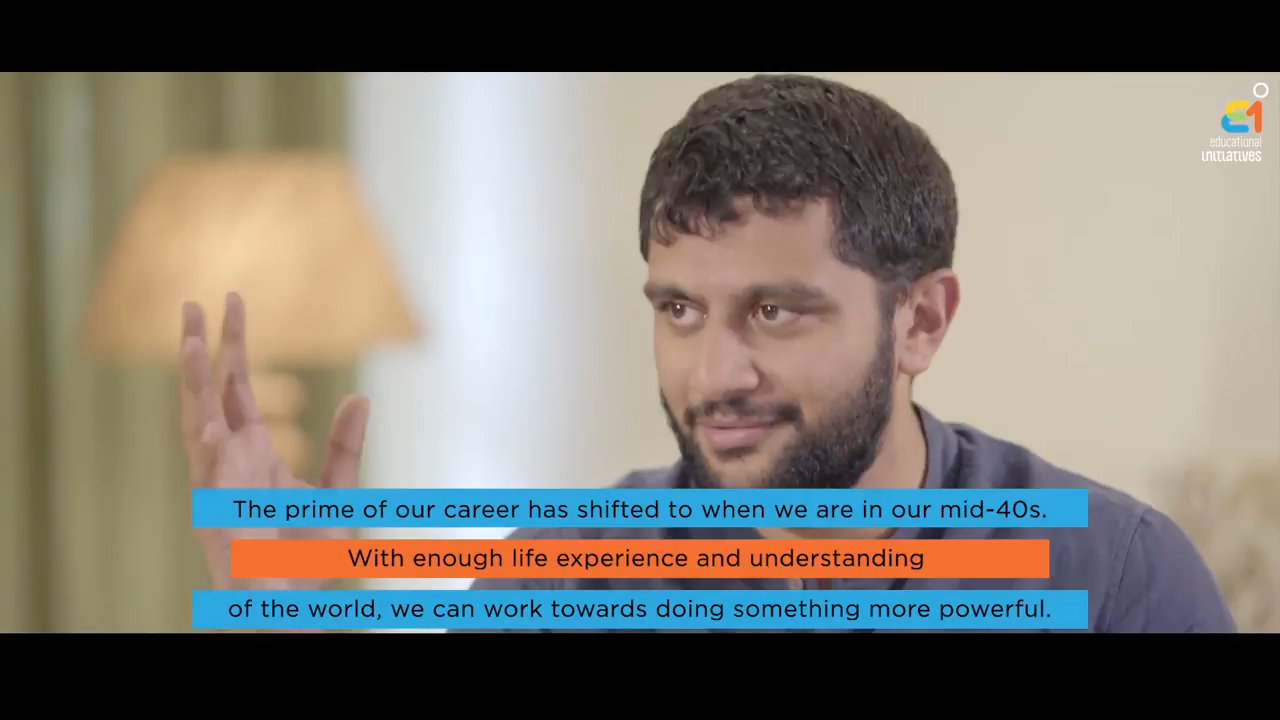 educational
initiatives
The prime of our career has shifted to when we are in our mid-40s.
With enough life experience and understanding
of the world, we can work towards doing something more powerful.